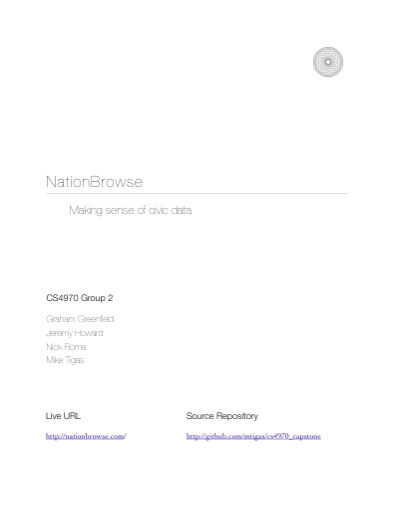 NationBrowse
Making sense of civic data
CS4970 Group 2
Graham Greenfield
Jeremy Howard
Nick Roma
Mike Tigas
Live URL
Source Repository
http://nationbrowse.com/
http://github.com/mtigas/cs4970_capstone